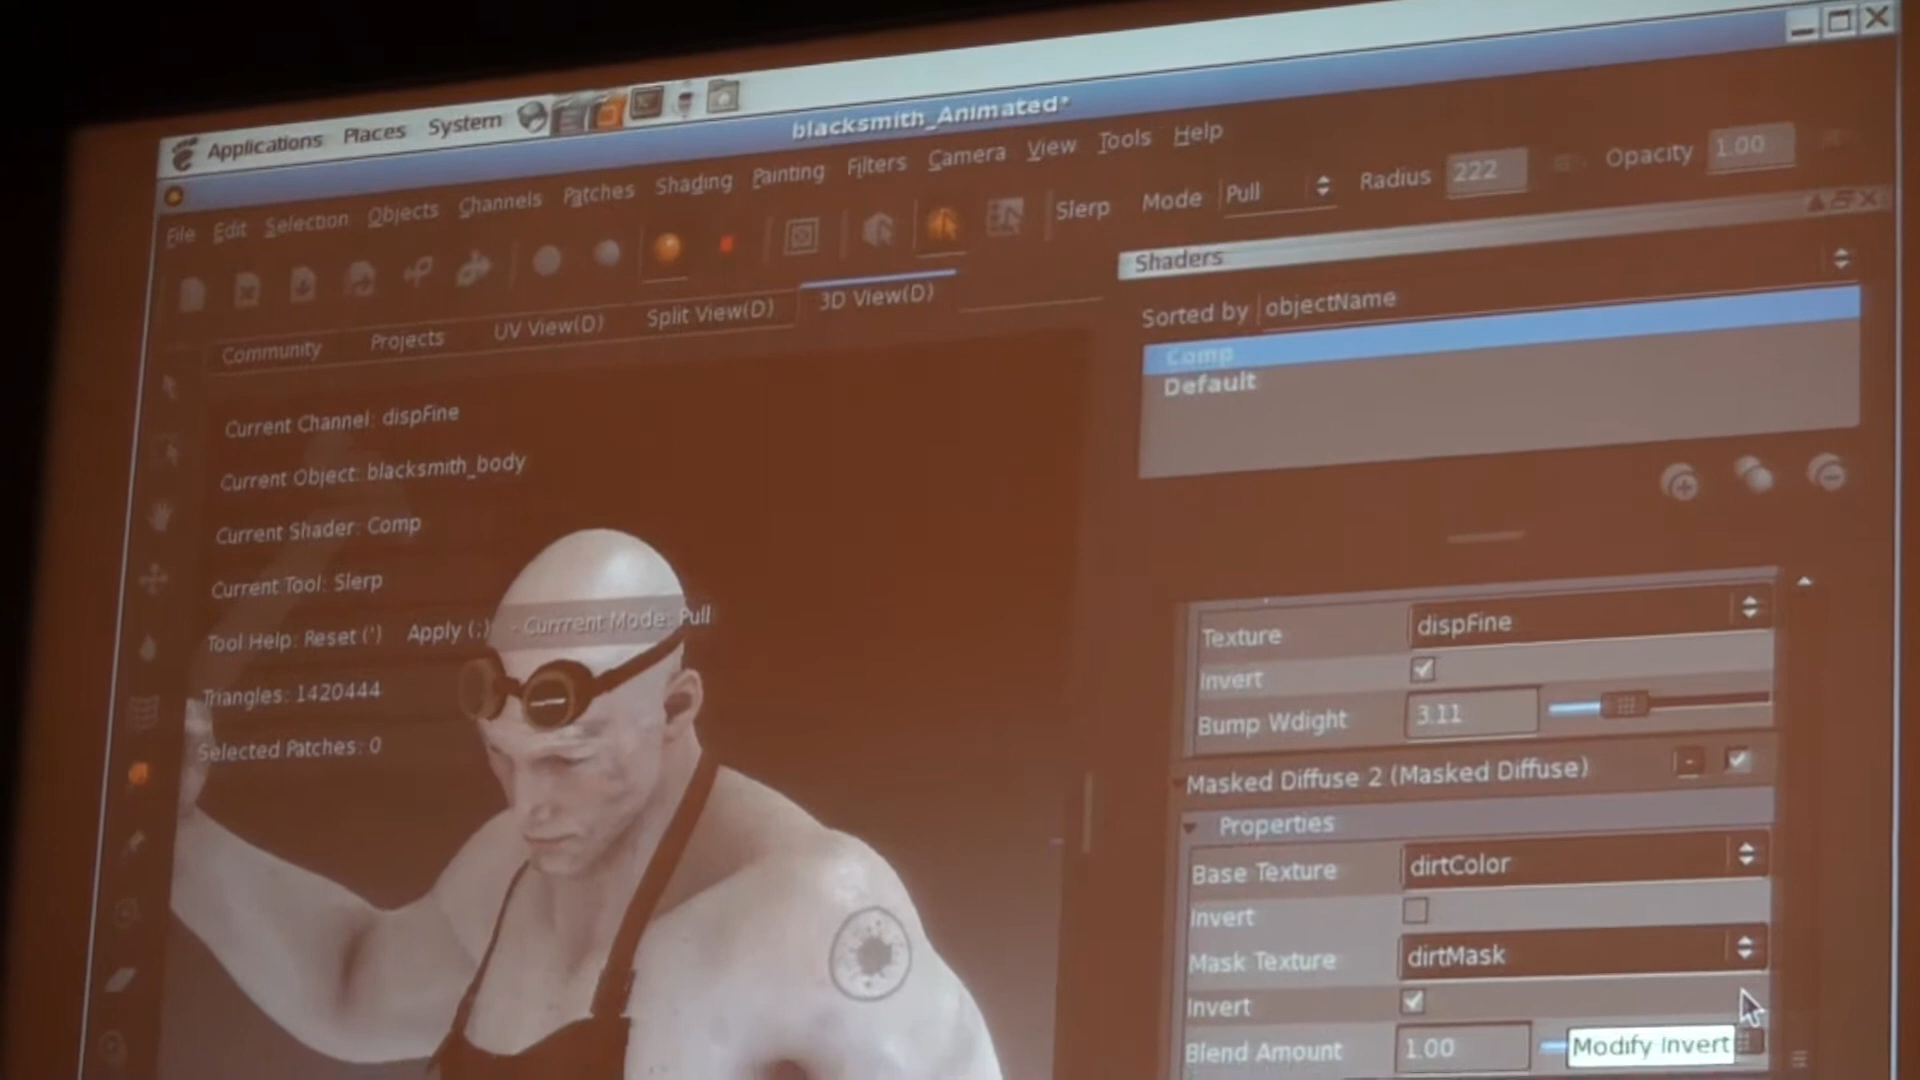 Applications Places System
blacksmith_Animated*
File Edit Selection Objects Channels Patches Shading Painting Filters Camera View Tools Help
Slerp Mode Pull Radius 222 Opacity 1.00
Community Projects UV View(D) Split View(D) 3D View(D)
Current Channel: dispFine
Current Object: blacksmith_body
Current Shader: Comp
Current Tool: Slerp
Tool Help: Reset (') Apply (;) - Currrent Mode: Pull
Triangles: 1420444
Selected Patches: 0
Shaders
Sorted by objectName
Comp
Default
Texture dispFine
Invert
Bump Wdight 3.11
Masked Diffuse 2 (Masked Diffuse)
Properties
Base Texture dirtColor
Invert
Mask Texture dirtMask
Invert
Blend Amount 1.00
Modify Invert